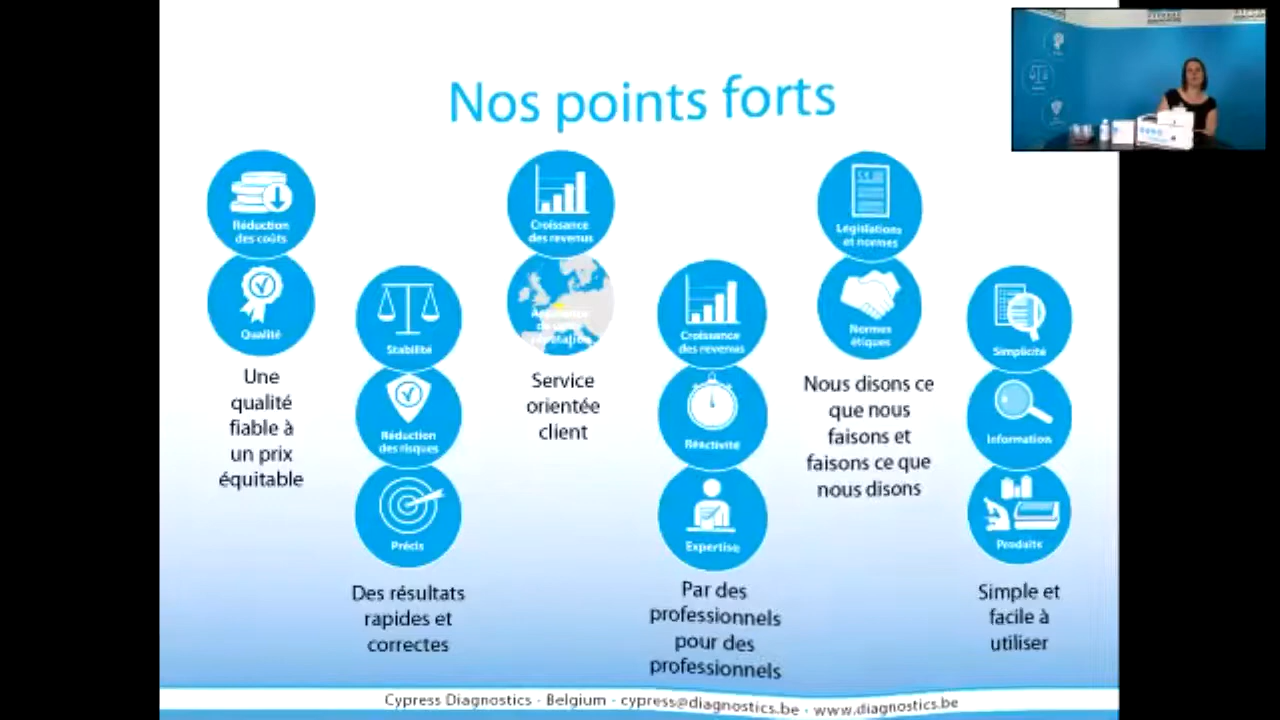 Nos points forts
Réduction
des coûts
Qualité
Une
qualité
fiable à
un prix
équitable
Stabilité
Réduction
des risques
Précis
Des résultats
rapides et
correctes
Croissance
des revenus
Service
orientée
client
Croissance
des revenus
Réactivité
Expertise
Par des
professionnels
pour des
professionnels
Législations
et normes
Normes
étiques
Nous disons ce
que nous
faisons et
faisons ce que
nous disons
Simplicité
Information
Produits
Simple et
facile à
utiliser
Cypress Diagnostics - Belgium - cypress@diagnostics.be - www.diagnostics.be